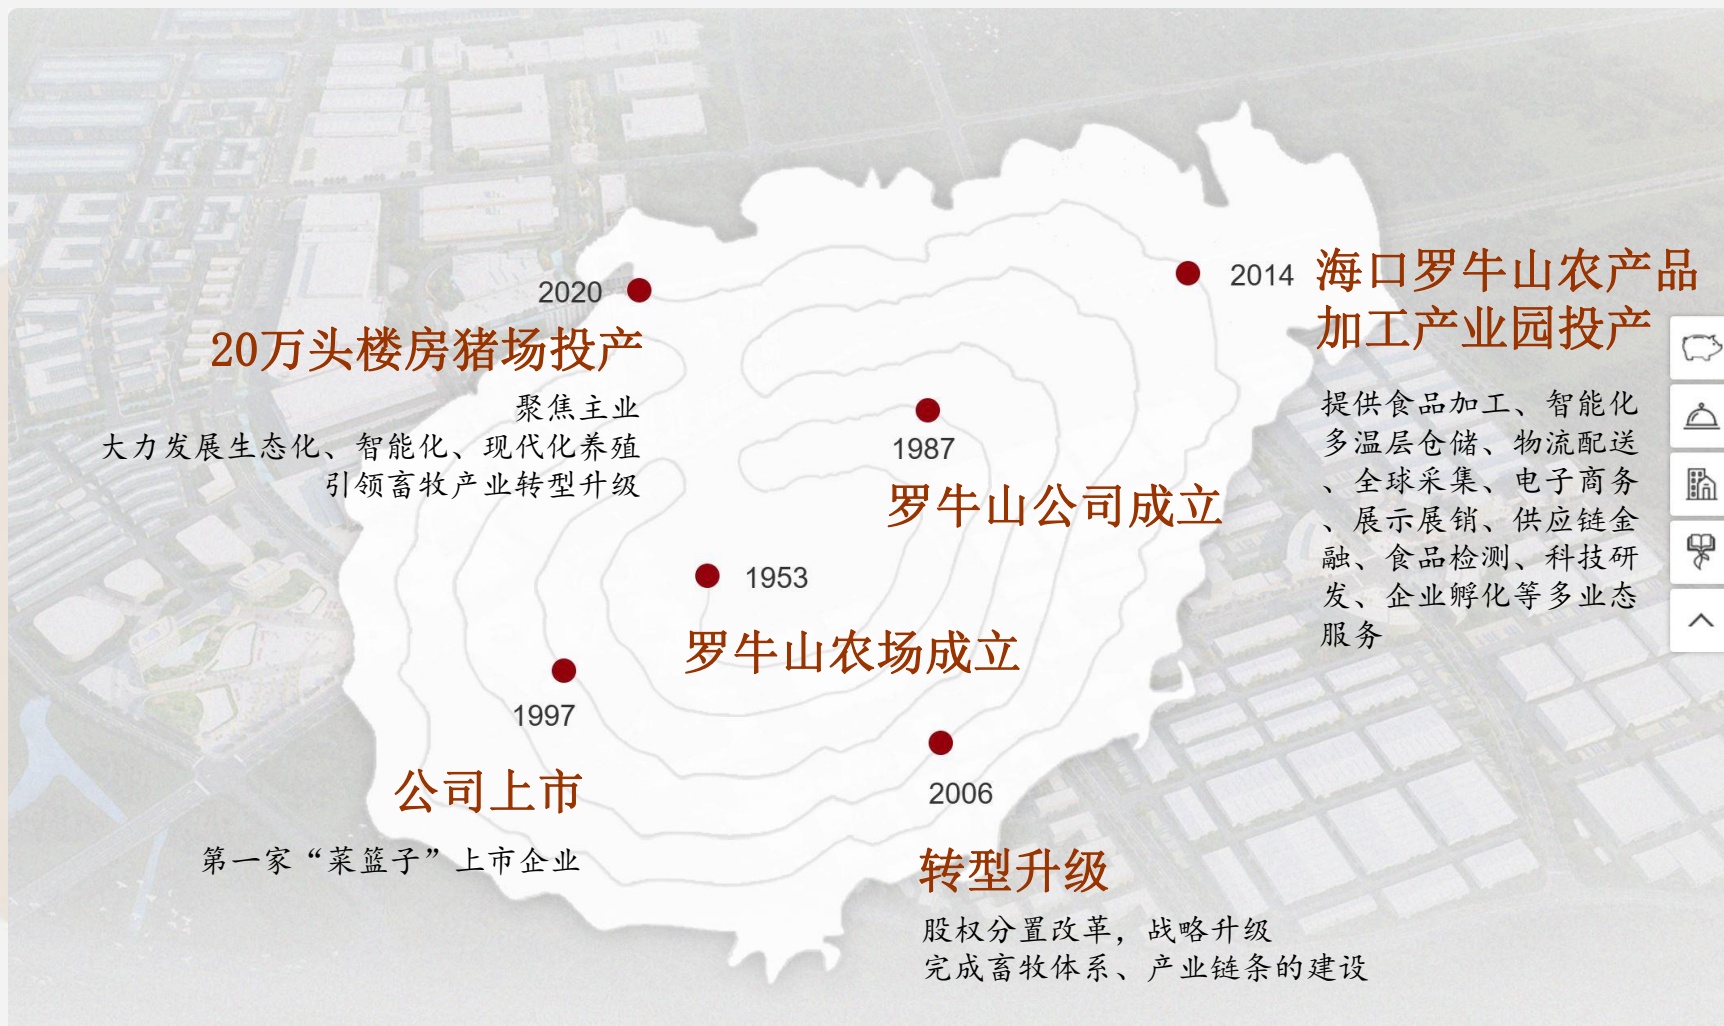 2020
20万头楼房猪场投产
聚焦主业
大力发展生态化、智能化、现代化养殖
引领畜牧产业转型升级
2014
海口罗牛山农产品
加工产业园投产
提供食品加工、智能化
多温层仓储、物流配送
、全球采集、电子商务
、展示展销、供应链金
融、食品检测、科技研
发、企业孵化等多业态
服务
1987
罗牛山公司成立
1953
罗牛山农场成立
1997
公司上市
第一家“菜篮子”上市企业
2006
转型升级
股权分置改革，战略升级
完成畜牧体系、产业链条的建设